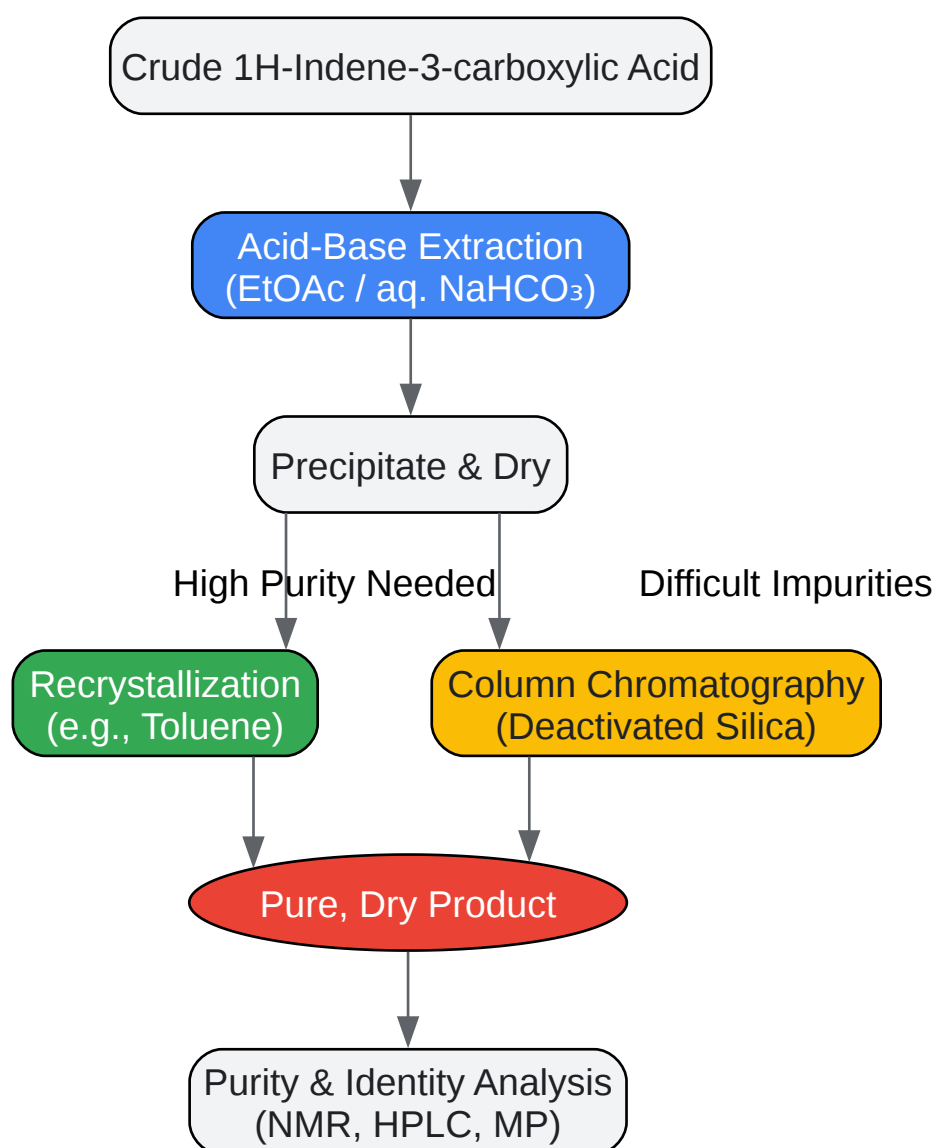 Crude 1H-Indene-3-carboxylic Acid
Acid-Base Extraction
(EtOAc / aq. NaHCO₃)
Precipitate & Dry
High Purity Needed
Difficult Impurities
Recrystallization
(e.g., Toluene)
Column Chromatography
(Deactivated Silica)
Pure, Dry Product
Purity & Identity Analysis
(NMR, HPLC, MP)